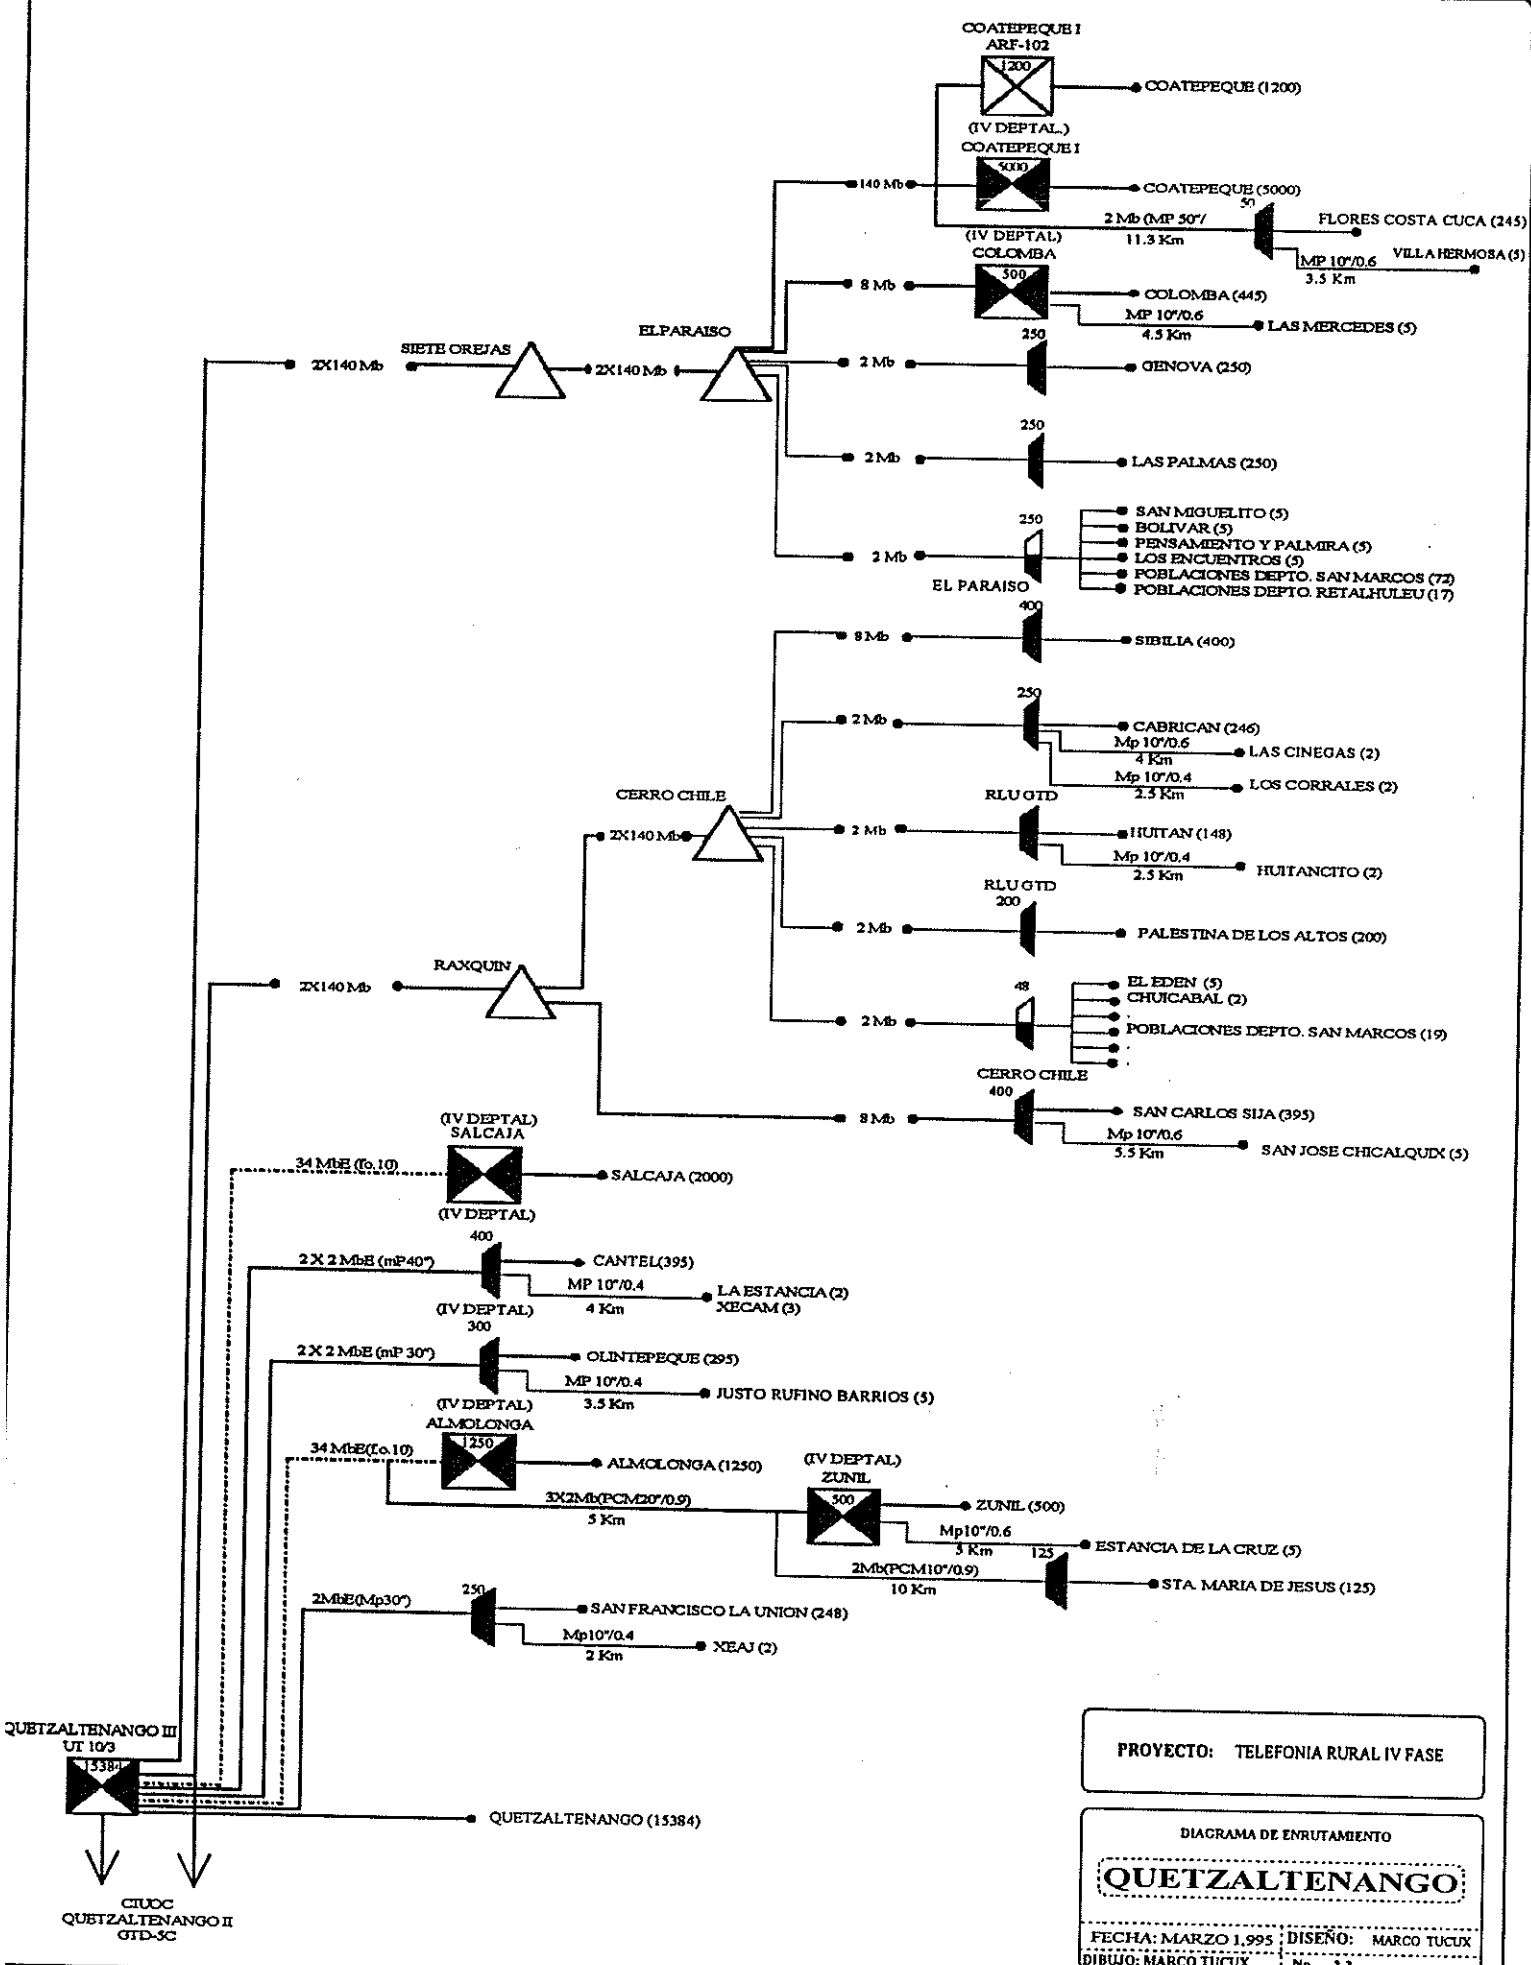 COATEPEQUE I
ARF-102
1200
COATEPEQUE (1200)
(IV DEPTAL.)
COATEPEQUE I
5000
140 Mb
COATEPEQUE (5000)
50
2 Mb (MP 50"/
11.3 Km
FLORES COSTA CUCA (245)
MP 10"/0.6
3.5 Km
VILLA HERMOSA (5)
(IV DEPTAL)
COLOMBA
500
8 Mb
COLOMBA (445)
MP 10"/0.6
4.5 Km
LAS MERCEDES (5)
ELPARAISO
SIETE OREJAS
2X140 Mb
2X140 Mb
250
2 Mb
GENOVA (250)
250
2 Mb
LAS PALMAS (250)
250
2 Mb
EL PARAISO
SAN MIGUELITO (5)
BOLIVAR (5)
PENSAMIENTO Y PALMIRA (5)
LOS ENCUENTROS (5)
POBLACIONES DEPTO. SAN MARCOS (72)
POBLACIONES DEPTO. RETALHULEU (17)
400
8 Mb
SIBILIA (400)
250
2 Mb
CABRICAN (246)
Mp 10"/0.6
4 Km
LAS CINEGAS (2)
Mp 10"/0.4
2.5 Km
LOS CORRALES (2)
CERRO CHILE
2X140 Mb
RLU GTD
2 Mb
HUITAN (148)
Mp 10"/0.4
2.5 Km
HUITANCITO (2)
RLU GTD
200
2 Mb
PALESTINA DE LOS ALTOS (200)
RAXQUIN
2X140 Mb
48
2 Mb
EL EDEN (5)
CHUICABAL (2)
POBLACIONES DEPTO. SAN MARCOS (19)
CERRO CHILE
400
8 Mb
SAN CARLOS SIJA (395)
Mp 10"/0.6
5.5 Km
SAN JOSE CHICALQUIX (5)
(IV DEPTAL)
SALCAJA
34 MbE (fo.10)
SALCAJA (2000)
(IV DEPTAL)
400
2 X 2 MbE (mP40")
CANTEL(395)
MP 10"/0.4
4 Km
LA ESTANCIA (2)
XECAM (3)
(IV DEPTAL)
300
2 X 2 MbE (mP 30")
OLINTEPEQUE (295)
MP 10"/0.4
3.5 Km
JUSTO RUFINO BARRIOS (5)
(IV DEPTAL)
ALMOLONGA
1250
34 MbE(f.o.10)
ALMOLONGA (1250)
3X2Mb(PCM20"/0.9)
5 Km
(IV DEPTAL)
ZUNIL
500
ZUNIL (500)
Mp10"/0.6
5 Km
ESTANCIA DE LA CRUZ (5)
125
2Mb(PCM10"/0.9)
10 Km
STA. MARIA DE JESUS (125)
250
2MbE(Mp30")
SAN FRANCISCO LA UNION (248)
Mp10"/0.4
2 Km
XEAJ (2)
QUETZALTENANGO III
UT 10/3
15384
QUETZALTENANGO (15384)
CIUOC
QUETZALTENANGO II
GTD-5C
PROYECTO: TELEFONIA RURAL IV FASE
DIAGRAMA DE ENRUTAMIENTO
QUETZALTENANGO
FECHA: MARZO 1,995 DISEÑO: MARCO TUCUX
DIBUJO: MARCO TUCUX